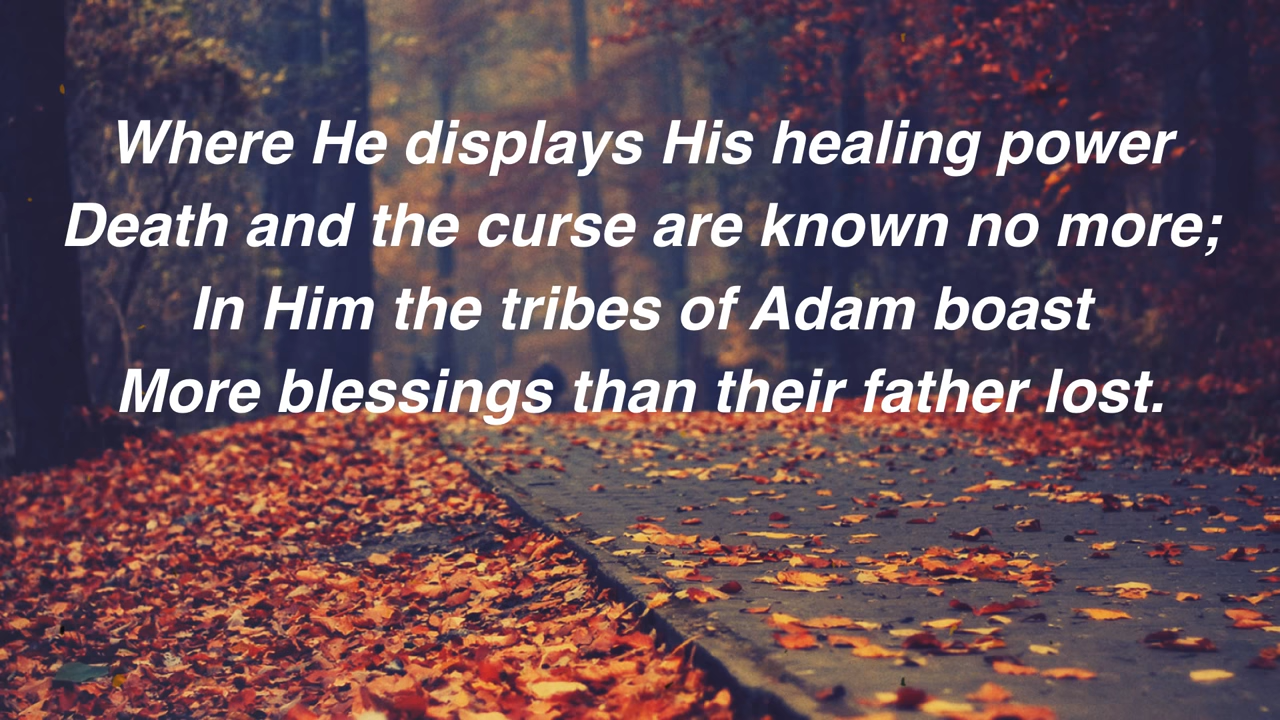 Where He displays His healing power
Death and the curse are known no more;
In Him the tribes of Adam boast
More blessings than their father lost.